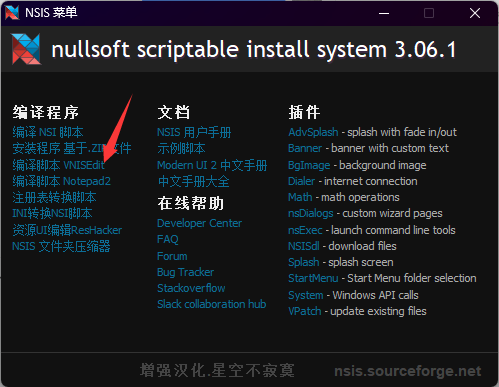 NSIS 菜单
nullsoft scriptable install system 3.06.1
编译程序
编译 NSI 脚本
安装程序 基于.ZIP文件
编译脚本 VNISEdit
编译脚本 Notepad2
注册表转换脚本
INI转换NSI脚本
资源UI编辑ResHacker
NSIS 文件夹压缩器
文档
NSIS 用户手册
示例脚本
Modern UI 2 中文手册
中文手册大全
在线帮助
Developer Center
FAQ
Forum
Bug Tracker
Stackoverflow
Slack collaboration hub
插件
AdvSplash - splash with fade in/out
Banner - banner with custom text
BgImage - background image
Dialer - internet connection
Math - math operations
nsDialogs - custom wizard pages
nsExec - launch command line tools
NSISdl - download files
Splash - splash screen
StartMenu - Start Menu folder selection
System - Windows API calls
VPatch - update existing files
增强汉化.星空不寂寞
nsis.sourceforge.net